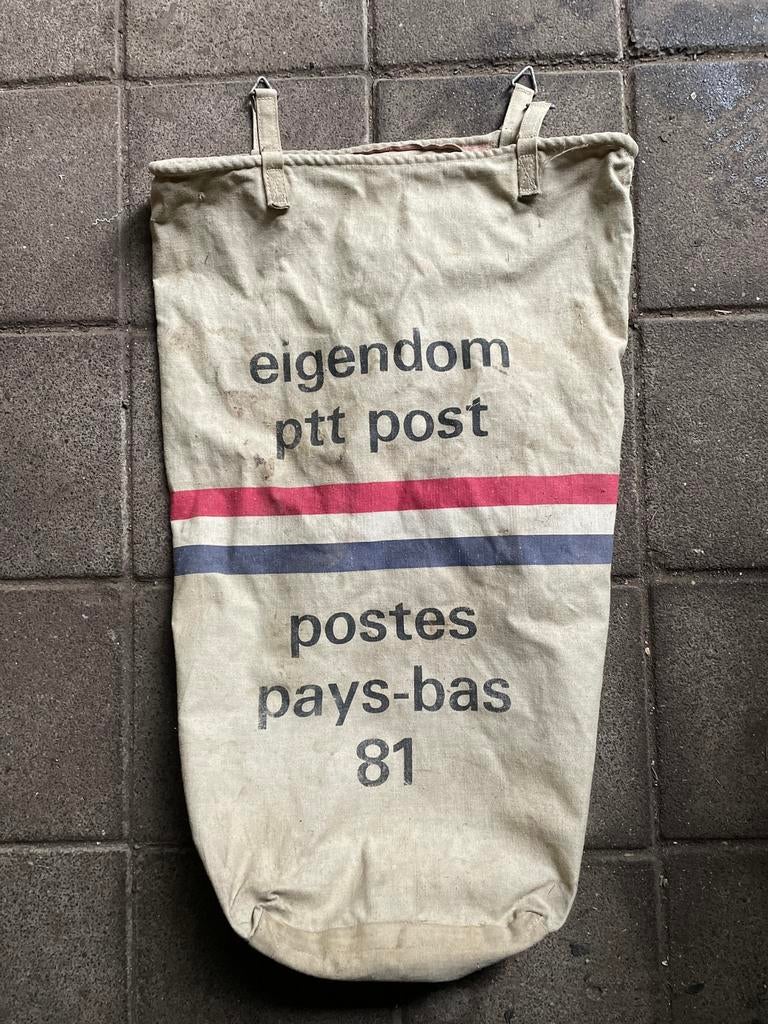 eigendom
ptt post
postes
pays-bas
81